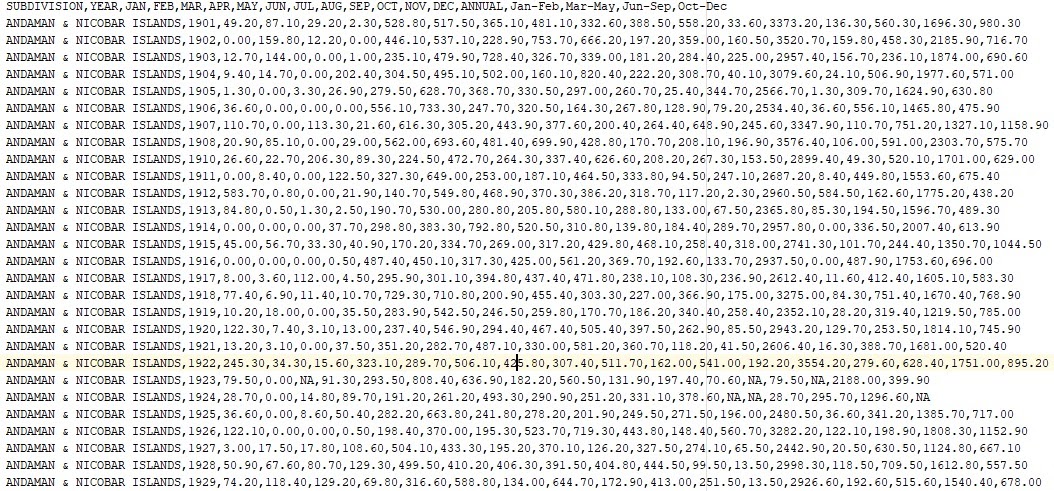 SUBDIVISION,YEAR,JAN,FEB,MAR,APR,MAY,JUN,JUL,AUG,SEP,OCT,NOV,DEC,ANNUAL,Jan-Feb,Mar-May,Jun-Sep,Oct-Dec
ANDAMAN & NICOBAR ISLANDS,1901,49.20,87.10,29.20,2.30,528.80,517.50,365.10,481.10,332.60,388.50,558.20,33.60,3373.20,136.30,560.30,1696.30,980.30
ANDAMAN & NICOBAR ISLANDS,1902,0.00,159.80,12.20,0.00,446.10,537.10,228.90,753.70,666.20,197.20,359.00,160.50,3520.70,159.80,458.30,2185.90,716.70
ANDAMAN & NICOBAR ISLANDS,1903,12.70,144.00,0.00,1.00,235.10,479.90,728.40,326.70,339.00,181.20,284.40,225.00,2957.40,156.70,236.10,1874.00,690.60
ANDAMAN & NICOBAR ISLANDS,1904,9.40,14.70,0.00,202.40,304.50,495.10,502.00,160.10,820.40,222.20,308.70,40.10,3079.60,24.10,506.90,1977.60,571.00
ANDAMAN & NICOBAR ISLANDS,1905,1.30,0.00,3.30,26.90,279.50,628.70,368.70,330.50,297.00,260.70,25.40,344.70,2566.70,1.30,309.70,1624.90,630.80
ANDAMAN & NICOBAR ISLANDS,1906,36.60,0.00,0.00,0.00,556.10,733.30,247.70,320.50,164.30,267.80,128.90,79.20,2534.40,36.60,556.10,1465.80,475.90
ANDAMAN & NICOBAR ISLANDS,1907,110.70,0.00,113.30,21.60,616.30,305.20,443.90,377.60,200.40,264.40,648.90,245.60,3347.90,110.70,751.20,1327.10,1158.90
ANDAMAN & NICOBAR ISLANDS,1908,20.90,85.10,0.00,29.00,562.00,693.60,481.40,699.90,428.80,170.70,208.10,196.90,3576.40,106.00,591.00,2303.70,575.70
ANDAMAN & NICOBAR ISLANDS,1910,26.60,22.70,206.30,89.30,224.50,472.70,264.30,337.40,626.60,208.20,267.30,153.50,2899.40,49.30,520.10,1701.00,629.00
ANDAMAN & NICOBAR ISLANDS,1911,0.00,8.40,0.00,122.50,327.30,649.00,253.00,187.10,464.50,333.80,94.50,247.10,2687.20,8.40,449.80,1553.60,675.40
ANDAMAN & NICOBAR ISLANDS,1912,583.70,0.80,0.00,21.90,140.70,549.80,468.90,370.30,386.20,318.70,117.20,2.30,2960.50,584.50,162.60,1775.20,438.20
ANDAMAN & NICOBAR ISLANDS,1913,84.80,0.50,1.30,2.50,190.70,530.00,280.80,205.80,580.10,288.80,133.00,67.50,2365.80,85.30,194.50,1596.70,489.30
ANDAMAN & NICOBAR ISLANDS,1914,0.00,0.00,0.00,37.70,298.80,383.30,792.80,520.50,310.80,139.80,184.40,289.70,2957.80,0.00,336.50,2007.40,613.90
ANDAMAN & NICOBAR ISLANDS,1915,45.00,56.70,33.30,40.90,170.20,334.70,269.00,317.20,429.80,468.10,258.40,318.00,2741.30,101.70,244.40,1350.70,1044.50
ANDAMAN & NICOBAR ISLANDS,1916,0.00,0.00,0.00,0.50,487.40,450.10,317.30,425.00,561.20,369.70,192.60,133.70,2937.50,0.00,487.90,1753.60,696.00
ANDAMAN & NICOBAR ISLANDS,1917,8.00,3.60,112.00,4.50,295.90,301.10,394.80,437.40,471.80,238.10,108.30,236.90,2612.40,11.60,412.40,1605.10,583.30
ANDAMAN & NICOBAR ISLANDS,1918,77.40,6.90,11.40,10.70,729.30,710.80,200.90,455.40,303.30,227.00,366.90,175.00,3275.00,84.30,751.40,1670.40,768.90
ANDAMAN & NICOBAR ISLANDS,1919,10.20,18.00,0.00,35.50,283.90,542.50,246.50,259.80,170.70,186.20,340.40,258.40,2352.10,28.20,319.40,1219.50,785.00
ANDAMAN & NICOBAR ISLANDS,1920,122.30,7.40,3.10,13.00,237.40,546.90,294.40,467.40,505.40,397.50,262.90,85.50,2943.20,129.70,253.50,1814.10,745.90
ANDAMAN & NICOBAR ISLANDS,1921,13.20,3.10,33.00,4.50,351.20,282.70,487.10,330.00,581.20,360.70,118.20,41.50,2606.40,16.30,388.70,1681.00,520.40
ANDAMAN & NICOBAR ISLANDS,1922,245.30,34.30,15.60,323.10,289.70,506.10,425.80,307.40,511.70,162.00,541.00,192.20,3554.20,279.60,628.40,1751.00,895.20
ANDAMAN & NICOBAR ISLANDS,1923,79.50,0.00,NA,91.30,293.50,808.40,636.90,182.20,560.50,131.90,197.40,70.60,NA,79.50,NA,2188.00,399.90
ANDAMAN & NICOBAR ISLANDS,1924,28.70,0.00,14.80,89.70,191.20,261.20,493.30,290.90,251.20,331.10,378.60,NA,NA,28.70,295.70,1296.60,NA
ANDAMAN & NICOBAR ISLANDS,1925,36.60,0.00,8.60,50.40,282.20,663.80,241.80,278.20,201.90,249.50,271.50,196.00,2480.50,36.60,341.20,1385.70,717.00
ANDAMAN & NICOBAR ISLANDS,1926,122.10,0.00,0.00,0.50,198.40,370.00,195.30,523.70,719.30,443.80,148.40,560.70,3282.20,122.10,198.90,1808.30,1152.90
ANDAMAN & NICOBAR ISLANDS,1927,3.00,17.50,17.80,108.60,504.10,433.20,195.20,370.10,126.20,327.50,274.10,65.50,2442.90,20.50,630.50,1124.80,667.10
ANDAMAN & NICOBAR ISLANDS,1928,50.90,67.60,80.70,129.30,499.50,410.20,406.30,391.50,404.80,444.50,99.50,13.50,2998.30,118.50,709.50,1612.80,557.50
ANDAMAN & NICOBAR ISLANDS,1929,74.20,118.40,129.20,69.80,316.60,588.80,134.00,644.70,172.90,413.00,251.50,13.50,2926.60,192.60,515.60,1540.40,678.00